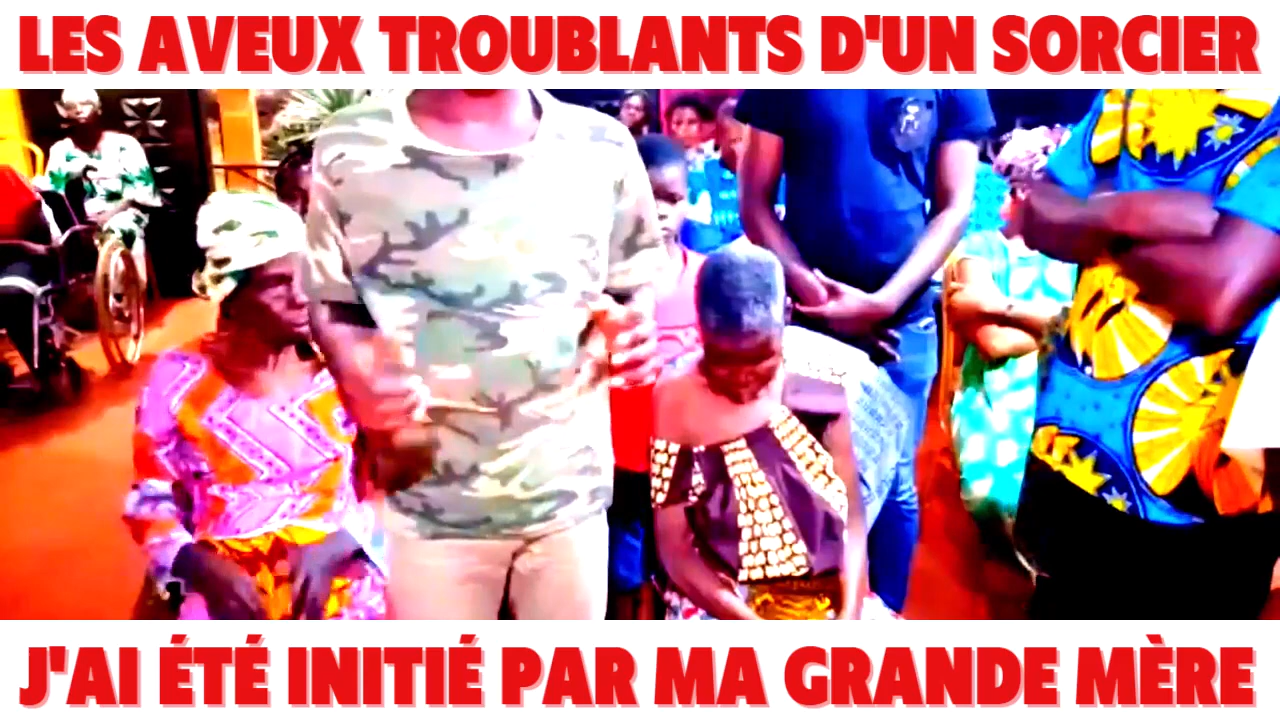 LES AVEUX TROUBLANTS D'UN SORCIER
J'AI ÉTÉ INITIÉ PAR MA GRANDE MÈRE